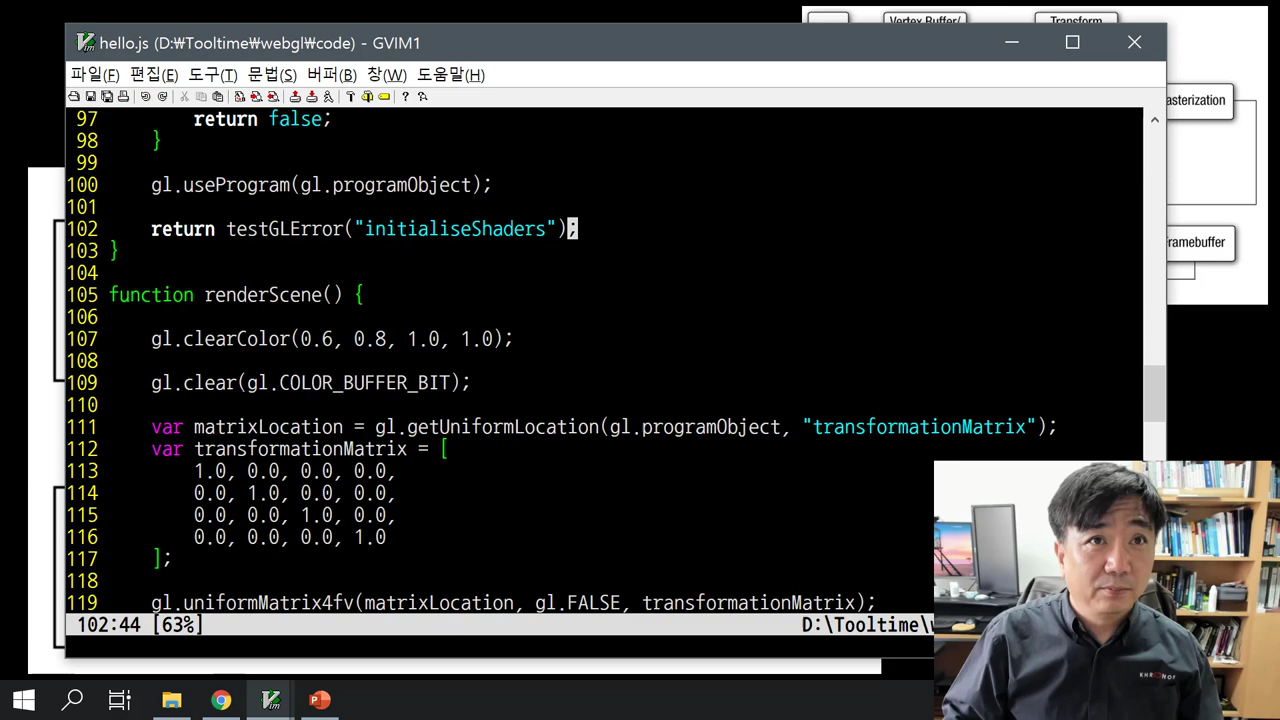 Vertex Buffer/
Transform
hello.js (D:₩Tooltime₩webgl₩code) - GVIM1
파일(F) 편집(E) 도구(T) 문법(S) 버퍼(B) 창(W) 도움말(H)
asterization
ramebuffer
97 return false;
98 }
99
100 gl.useProgram(gl.programObject);
101
102 return testGLError("initialiseShaders");
103 }
104
105 function renderScene() {
106
107 gl.clearColor(0.6, 0.8, 1.0, 1.0);
108
109 gl.clear(gl.COLOR_BUFFER_BIT);
110
111 var matrixLocation = gl.getUniformLocation(gl.programObject, "transformationMatrix");
112 var transformationMatrix = [
113 1.0, 0.0, 0.0, 0.0,
114 0.0, 1.0, 0.0, 0.0,
115 0.0, 0.0, 1.0, 0.0,
116 0.0, 0.0, 0.0, 1.0
117 ];
118
119 gl.uniformMatrix4fv(matrixLocation, gl.FALSE, transformationMatrix);
102:44 [63%] D:\Tooltime\w
KHRONOS